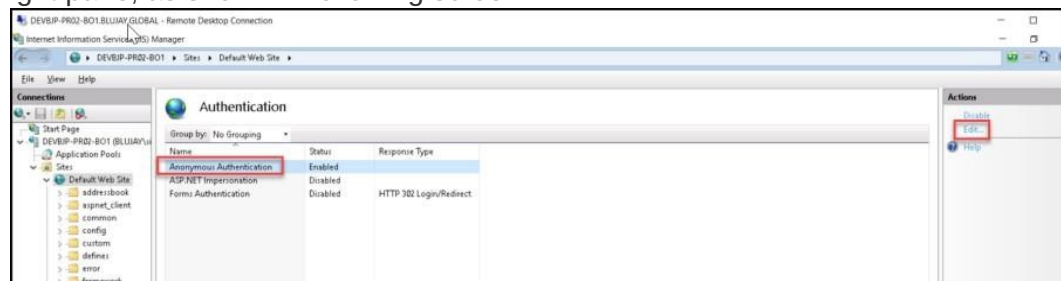 DEVBJP-PR02-BO1.BLUJAY.GLOBAL - Remote Desktop Connection
Internet Information Services (IIS) Manager
DEVBJP-PR02-BO1 Sites Default Web Site
File View Help
Connections
Start Page
DEVBJP-PR02-BO1 (BLUJAY\
Application Pools
Sites
Default Web Site
addressbook
aspnet_client
common
config
custom
defines
error
framework
Authentication
Group by: No Grouping
Name Status Response Type
Anonymous Authentication Enabled
ASP.NET Impersonation Disabled
Forms Authentication Disabled HTTP 302 Login/Redirect
Actions
Disable
Edit...
Help